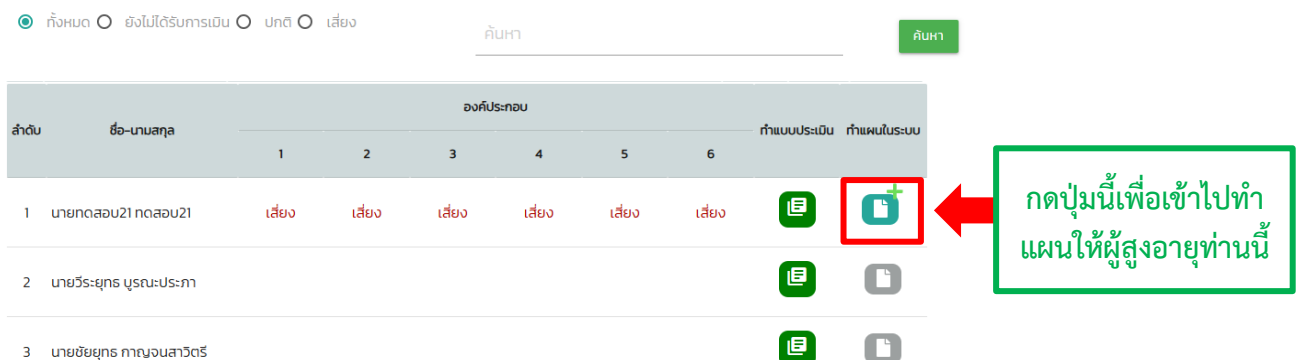 ทั้งหมด ยังไม่ได้รับการเมิน ปกติ เสี่ยง
ค้นหา
ค้นหา
ลำดับ ชื่อ-นามสกุล องค์ประกอบ ทำแบบประเมิน ทำแผนในระบบ
1 2 3 4 5 6
1 นายทดสอบ21 ทดสอบ21 เสี่ยง เสี่ยง เสี่ยง เสี่ยง เสี่ยง เสี่ยง
2 นายวีระยุทธ บูรณะประภา
3 นายชัยยุทธ กาญจนสาวิตรี
กดปุ่มนี้เพื่อเข้าไปทำ
แผนให้ผู้สูงอายุท่านนี้